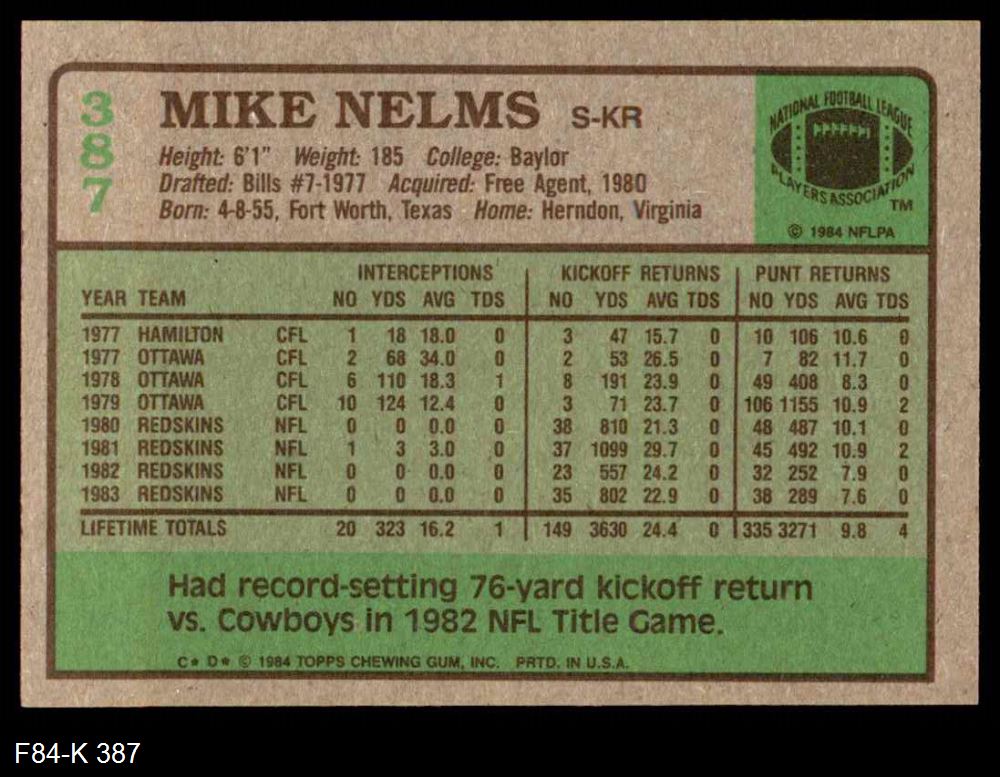 387
MIKE NELMS S-KR
Height: 6'1" Weight: 185 College: Baylor
Drafted: Bills #7-1977 Acquired: Free Agent, 1980
Born: 4-8-55, Fort Worth, Texas Home: Herndon, Virginia
NATIONAL FOOTBALL LEAGUE
PLAYERS ASSOCIATION
TM
© 1984 NFLPA
INTERCEPTIONS KICKOFF RETURNS PUNT RETURNS
YEAR TEAM NO YDS AVG TDS NO YDS AVG TDS NO YDS AVG TDS
1977 HAMILTON CFL 1 18 18.0 0 3 47 15.7 0 10 106 10.6 0
1977 OTTAWA CFL 2 68 34.0 0 2 53 26.5 0 7 82 11.7 0
1978 OTTAWA CFL 6 110 18.3 1 8 191 23.9 0 49 408 8.3 0
1979 OTTAWA CFL 10 124 12.4 0 3 71 23.7 0 106 1155 10.9 2
1980 REDSKINS NFL 0 0 0.0 0 38 810 21.3 0 48 487 10.1 0
1981 REDSKINS NFL 1 3 3.0 0 37 1099 29.7 0 45 492 10.9 2
1982 REDSKINS NFL 0 0 0.0 0 23 557 24.2 0 32 252 7.9 0
1983 REDSKINS NFL 0 0 0.0 0 35 802 22.9 0 38 289 7.6 0
LIFETIME TOTALS 20 323 16.2 1 149 3630 24.4 0 335 3271 9.8 4
Had record-setting 76-yard kickoff return
vs. Cowboys in 1982 NFL Title Game.
C* D* © 1984 TOPPS CHEWING GUM, INC. PRTD. IN U.S.A.
F84-K 387